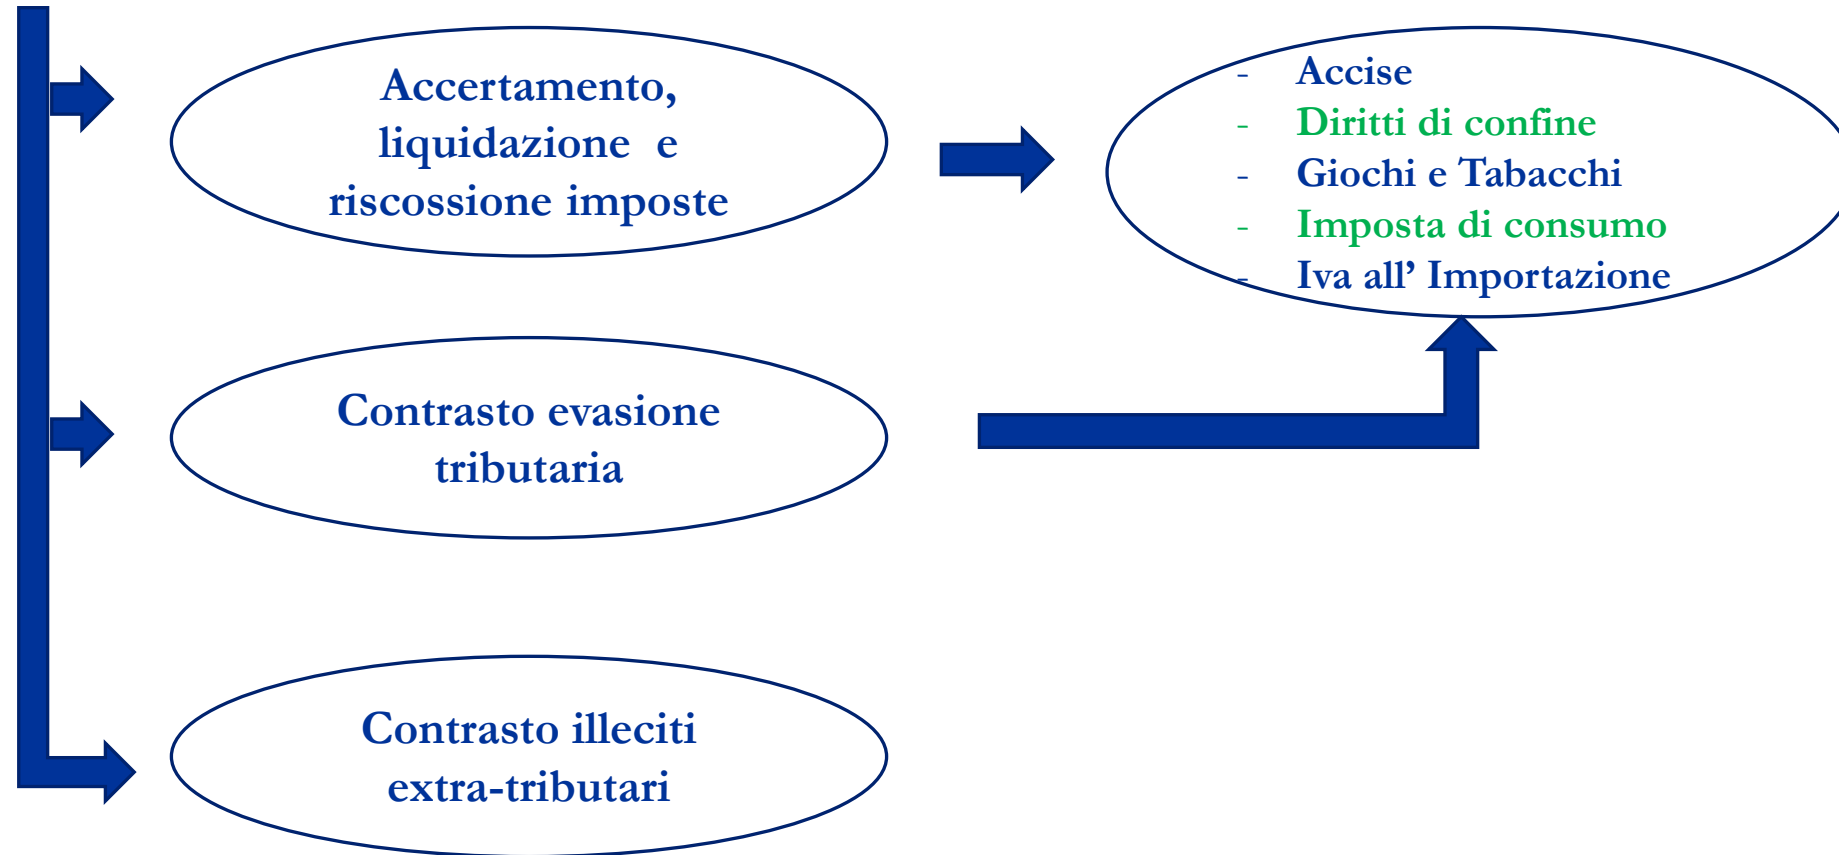 Accertamento,
liquidazione e
riscossione imposte
- Accise
- Diritti di confine
- Giochi e Tabacchi
- Imposta di consumo
- Iva all’ Importazione
Contrasto evasione
tributaria
Contrasto illeciti
extra-tributari